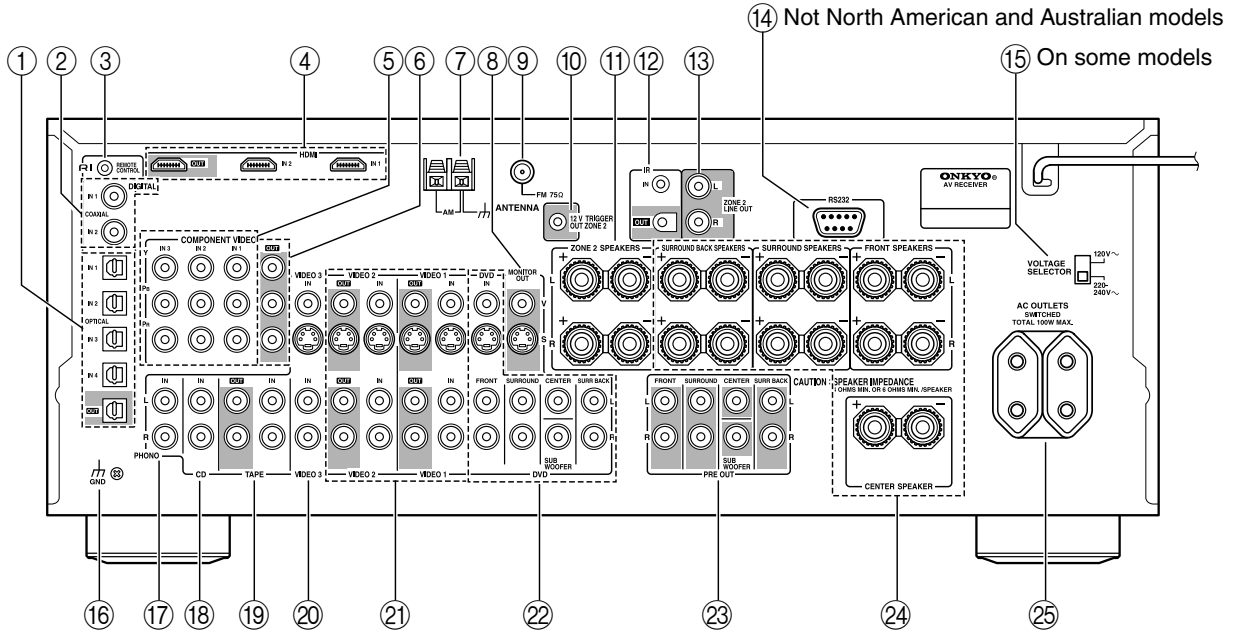 ⑭ Not North American and Australian models
① ② ③ ④ ⑤ ⑥ ⑦ ⑧ ⑨ ⑩ ⑪ ⑫ ⑬ ⑮ On some models
RI REMOTE CONTROL
OUT IN 2 HDMI IN 1
DIGITAL
IN 1
COAXIAL
IN 2
IN 1
IN 2
OPTICAL
IN 3
IN 4
OUT
COMPONENT VIDEO
IN 3 IN 2 IN 1 OUT
Y
PB
PR
AM
FM 75Ω
ANTENNA
12 V TRIGGER OUT ZONE 2
IR
IN
OUT
L
R
ZONE 2 LINE OUT
RS232
ONKYO®
AV RECEIVER
VOLTAGE SELECTOR
120V～
220-240V～
VIDEO 3 VIDEO 2 VIDEO 1 DVD MONITOR OUT
IN OUT IN OUT IN IN
V
S
ZONE 2 SPEAKERS SURROUND BACK SPEAKERS SURROUND SPEAKERS FRONT SPEAKERS
+ − + − + − + −
L L
R R
+ − + − + − + −
AC OUTLETS
SWITCHED
TOTAL 100W MAX.
IN IN OUT IN IN OUT IN OUT IN FRONT SURROUND CENTER SURR BACK
L L
R R
SUB WOOFER
PHONO CD TAPE VIDEO 3 VIDEO 2 VIDEO 1 DVD
FRONT SURROUND CENTER SURR BACK
L
R R
SUB WOOFER
PRE OUT
CAUTION : SPEAKER IMPEDANCE
OHMS MIN. OR 6 OHMS MIN. /SPEAKER
+ −
CENTER SPEAKER
GND
⑯ ⑰ ⑱ ⑲ ⑳ ㉑ ㉒ ㉓ ㉔ ㉕